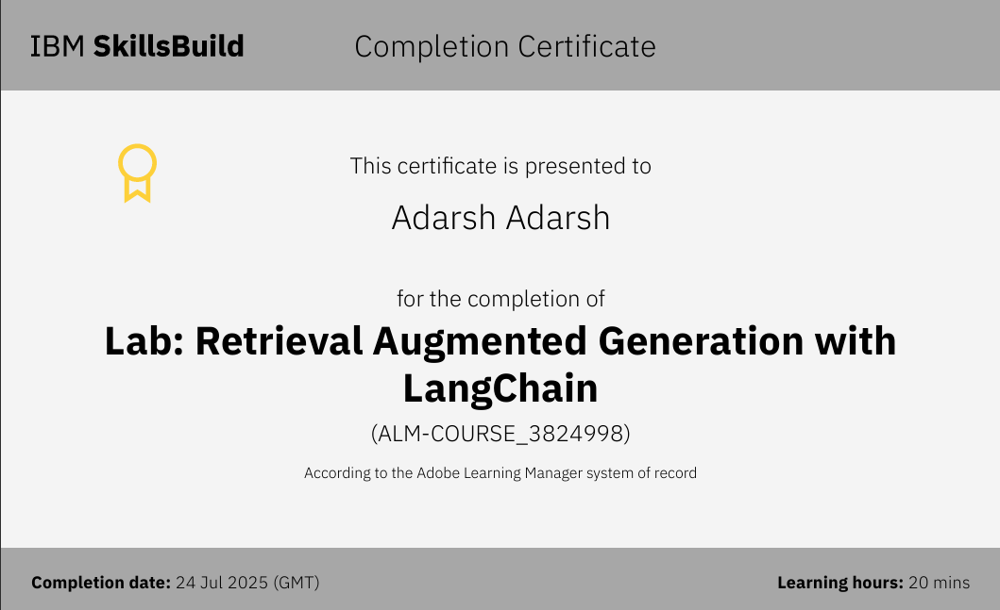 IBM SkillsBuild
Completion Certificate
This certificate is presented to
Adarsh Adarsh
for the completion of
Lab: Retrieval Augmented Generation with
LangChain
(ALM-COURSE_3824998)
According to the Adobe Learning Manager system of record
Completion date: 24 Jul 2025 (GMT)
Learning hours: 20 mins